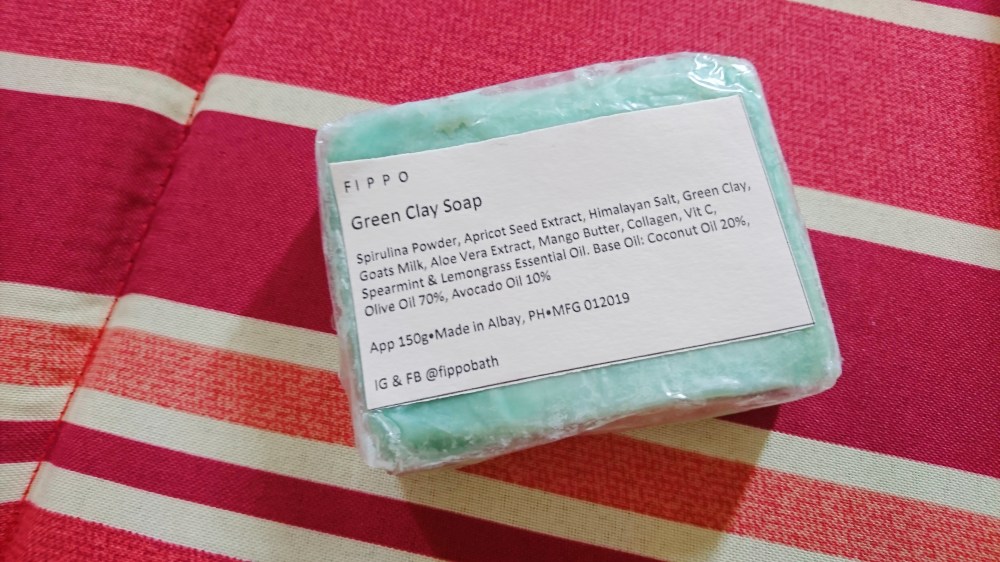 FIPPO
Green Clay Soap
Spirulina Powder, Apricot Seed Extract, Himalayan Salt, Green Clay,
Goats Milk, Aloe Vera Extract, Mango Butter, Collagen, Vit C,
Spearmint & Lemongrass Essential Oil. Base Oil: Coconut Oil 20%,
Olive Oil 70%, Avocado Oil 10%
App 150g•Made in Albay, PH•MFG 012019
IG & FB @fippobath